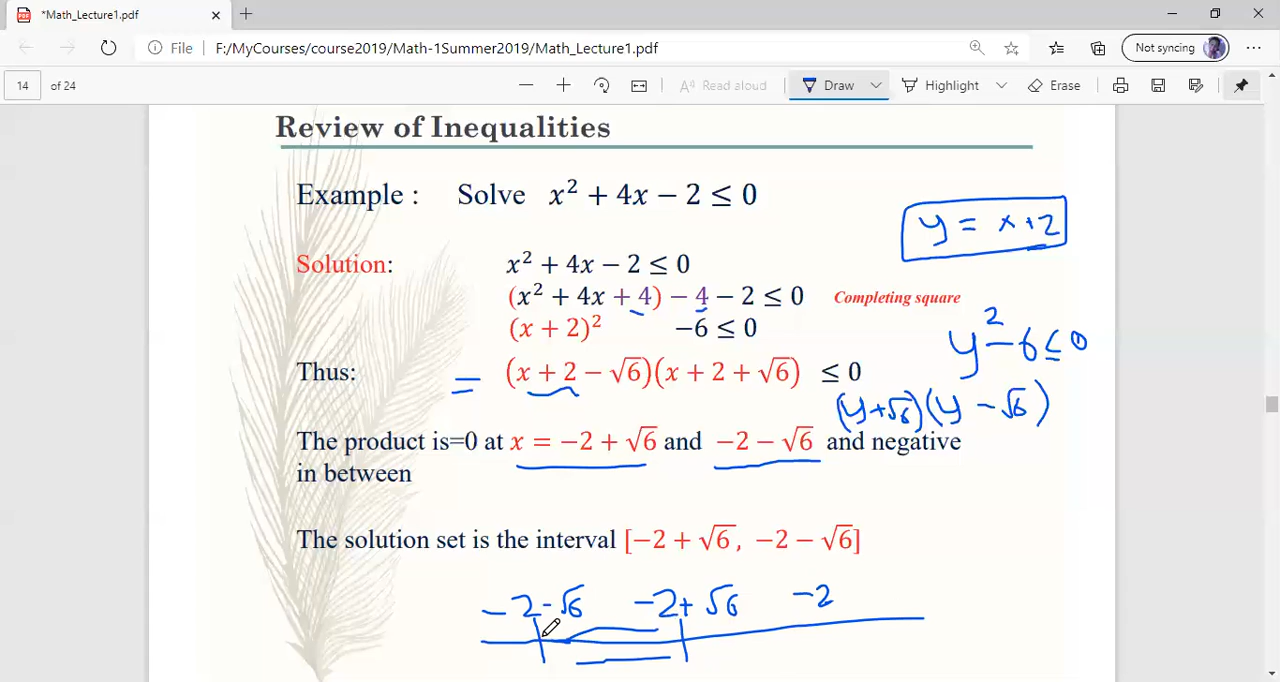 *Math_Lecture1.pdf
File F:/MyCourses/course2019/Math-1Summer2019/Math_Lecture1.pdf Not syncing
14 of 24 Read aloud Draw Highlight Erase
Review of Inequalities
Example : Solve x² + 4x − 2 ≤ 0
y = x+2
Solution: x² + 4x − 2 ≤ 0
(x² + 4x + 4) − 4 − 2 ≤ 0 Completing square
(x + 2)² −6 ≤ 0
y² − 6 ≤ 0
Thus: = (x + 2 − √6)(x + 2 + √6) ≤ 0
(y+√6)(y − √6)
The product is=0 at x = −2 + √6 and −2 − √6 and negative
in between
The solution set is the interval [−2 + √6, −2 − √6]
−2-√6 −2+√6 −2